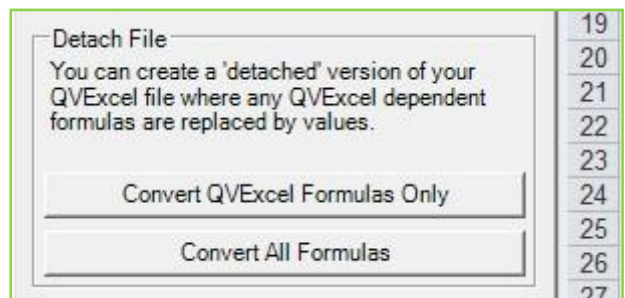 Detach File
You can create a 'detached' version of your
QVExcel file where any QVExcel dependent
formulas are replaced by values.
Convert QVExcel Formulas Only
Convert All Formulas
19
20
21
22
23
24
25
26
27